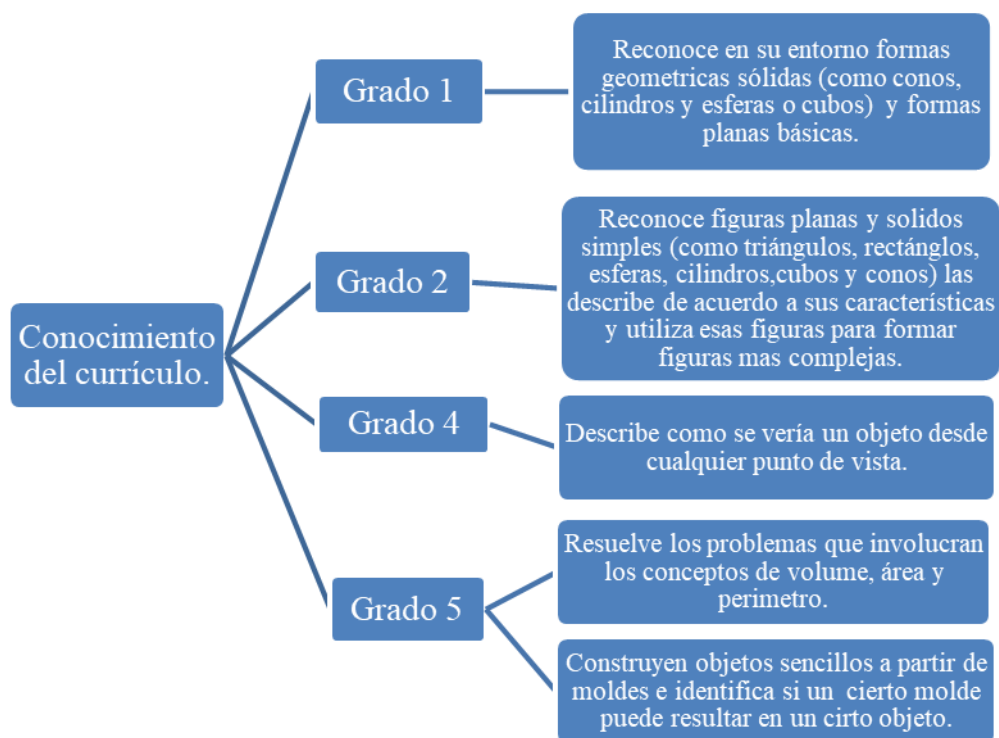 Conocimiento
del currículo.
Grado 1
Reconoce en su entorno formas
geometricas sólidas (como conos,
cilindros y esferas o cubos) y formas
planas básicas.
Grado 2
Reconoce figuras planas y solidos
simples (como triángulos, rectánglos,
esferas, cilindros,cubos y conos) las
describe de acuerdo a sus características
y utiliza esas figuras para formar
figuras mas complejas.
Grado 4
Describe como se vería un objeto desde
cualquier punto de vista.
Grado 5
Resuelve los problemas que involucran
los conceptos de volume, área y
perimetro.
Construyen objetos sencillos a partir de
moldes e identifica si un cierto molde
puede resultar en un cirto objeto.